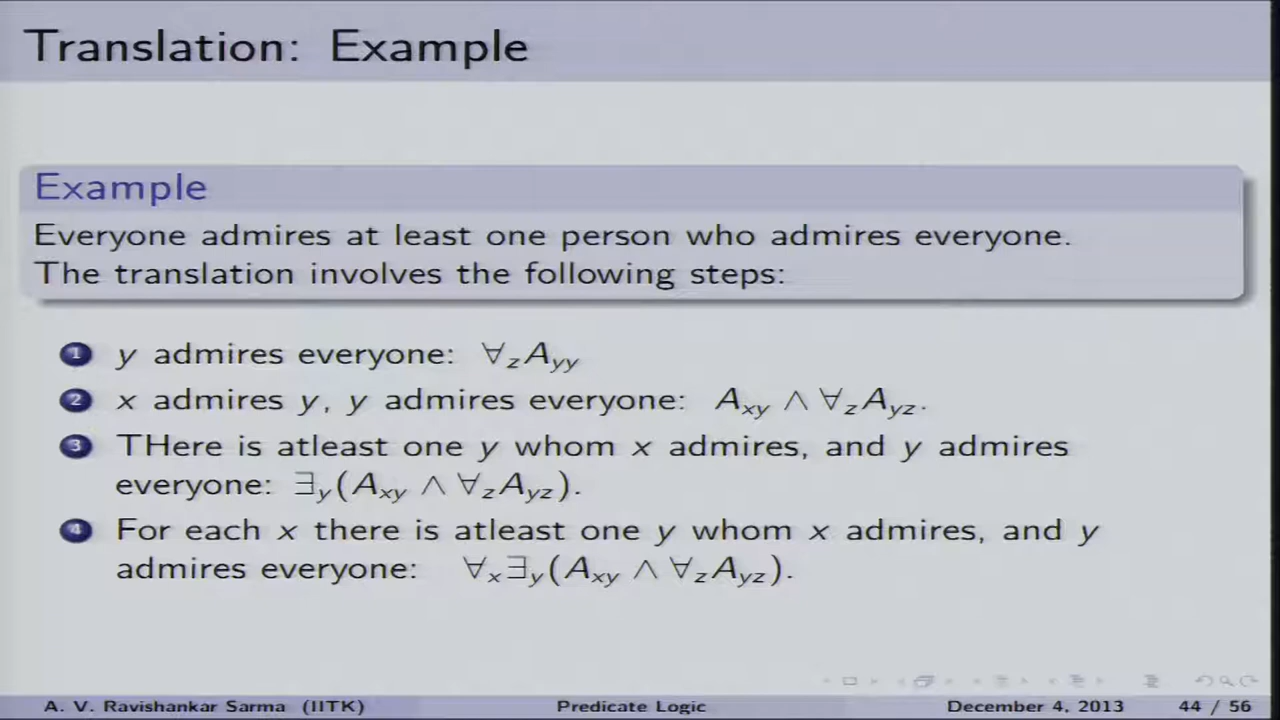 Translation: Example
Example
Everyone admires at least one person who admires everyone.
The translation involves the following steps:
1 y admires everyone: ∀zAyy
2 x admires y, y admires everyone: Axy ∧ ∀zAyz.
3 THere is atleast one y whom x admires, and y admires
everyone: ∃y(Axy ∧ ∀zAyz).
4 For each x there is atleast one y whom x admires, and y
admires everyone: ∀x∃y(Axy ∧ ∀zAyz).
A. V. Ravishankar Sarma (IITK) Predicate Logic December 4, 2013 44 / 56